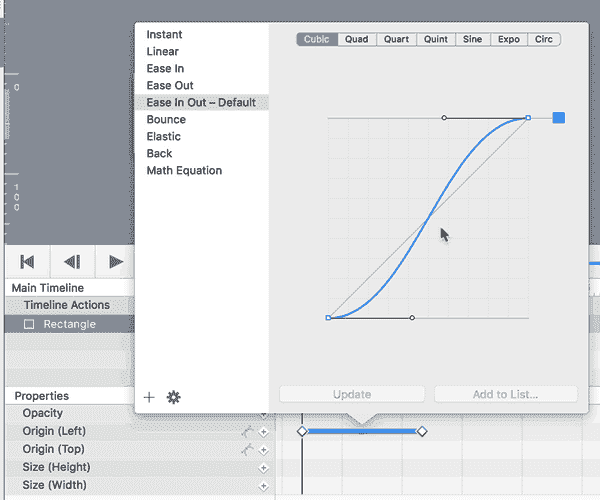 Instant
Linear
Ease In
Ease Out
Ease In Out – Default
Bounce
Elastic
Back
Math Equation
Cubic Quad Quart Quint Sine Expo Circ
0
100
Main Timeline
Timeline Actions
Rectangle
Update Add to List...
Properties
Opacity
Origin (Left)
Origin (Top)
Size (Height)
Size (Width)